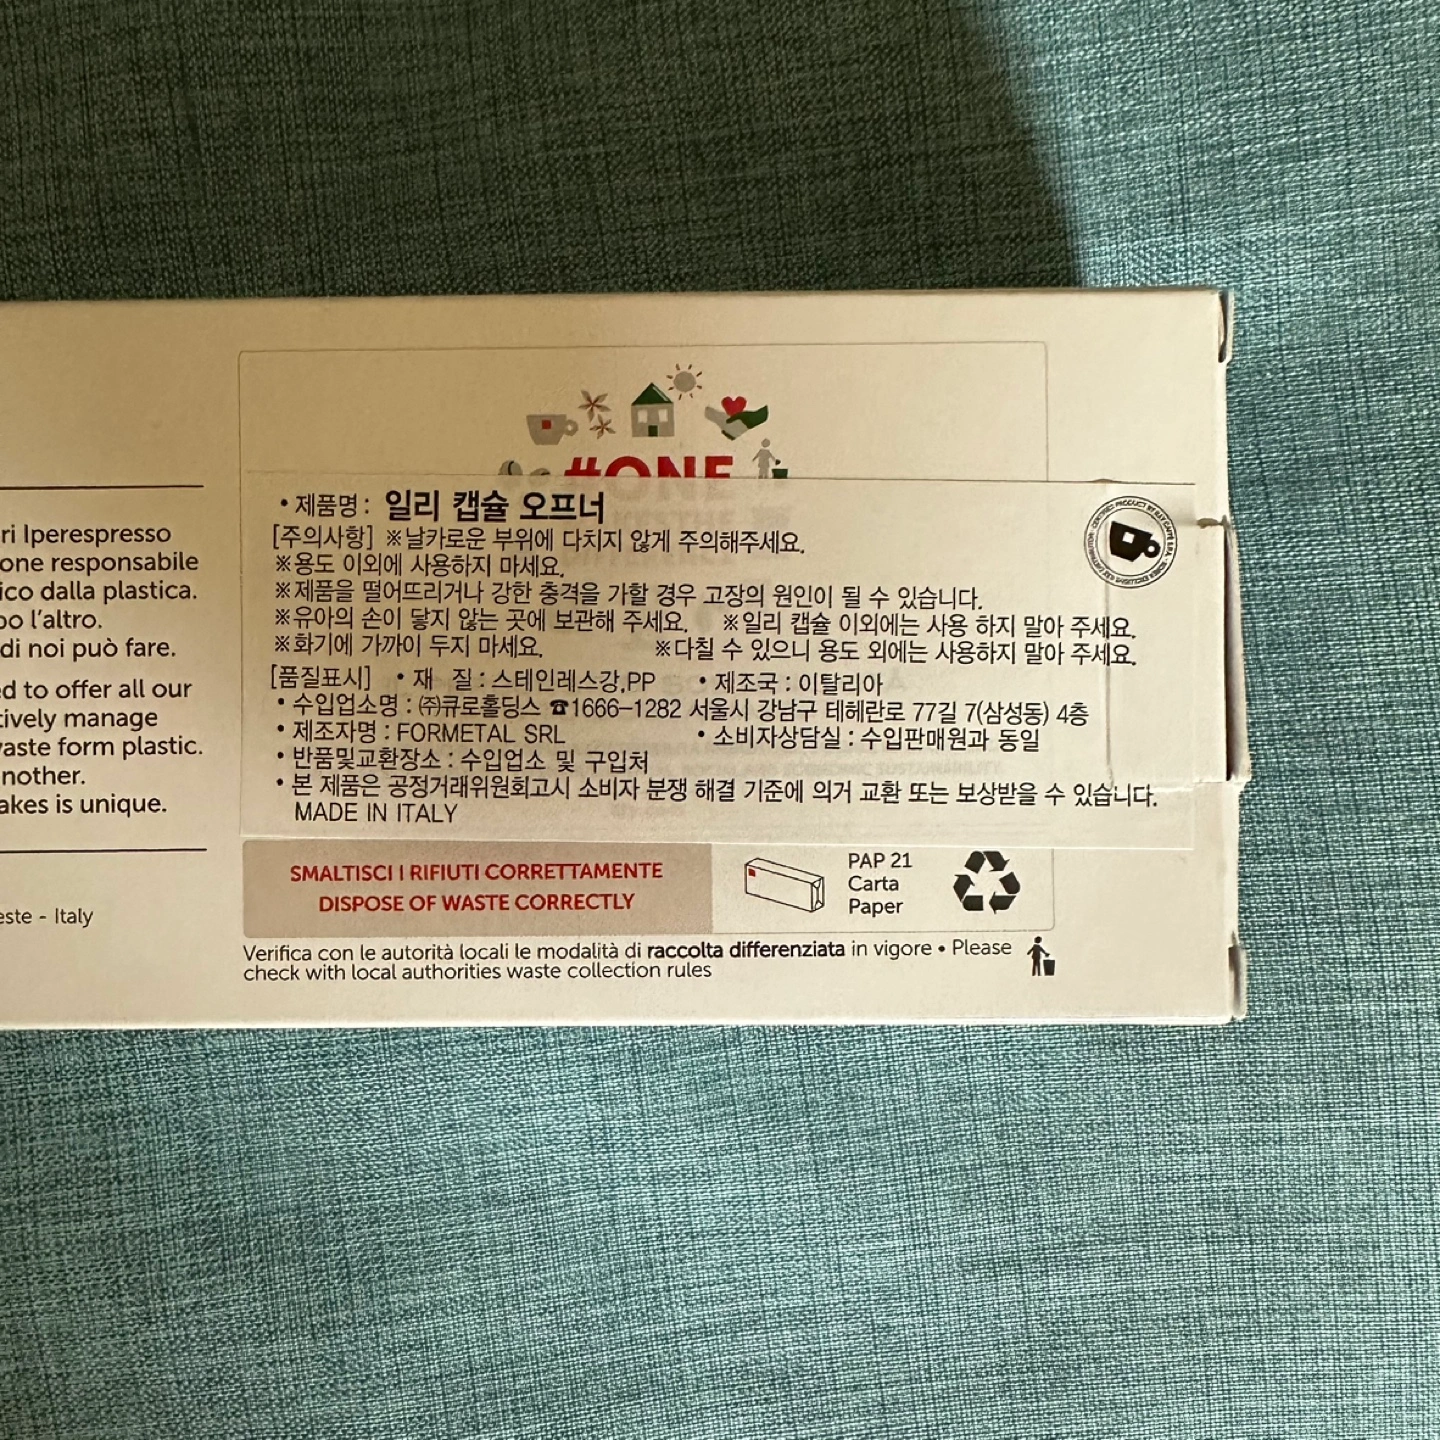 ri Iperespresso
one responsabile
ico dalla plastica.
po l'altro.
di noi può fare.
ed to offer all our
tively manage
waste form plastic.
nother.
akes is unique.
este - Italy
#ONE
• 제품명 : 일리 캡슐 오프너
[주의사항] ※날카로운 부위에 다치지 않게 주의해주세요.
※용도 이외에 사용하지 마세요.
※제품을 떨어뜨리거나 강한 충격을 가할 경우 고장의 원인이 될 수 있습니다.
※유아의 손이 닿지 않는 곳에 보관해 주세요. ※일리 캡슐 이외에는 사용 하지 말아 주세요.
※화기에 가까이 두지 마세요. ※다칠 수 있으니 용도 외에는 사용하지 말아 주세요.
[품질표시] • 재 질 : 스테인레스강,PP • 제조국 : 이탈리아
• 수입업소명 : ㈜큐로홀딩스 ☎1666-1282 서울시 강남구 테헤란로 77길 7(삼성동) 4층
• 제조자명 : FORMETAL SRL • 소비자상담실 : 수입판매원과 동일
• 반품및교환장소 : 수입업소 및 구입처
• 본 제품은 공정거래위원회고시 소비자 분쟁 해결 기준에 의거 교환 또는 보상받을 수 있습니다.
MADE IN ITALY
SMALTISCI I RIFIUTI CORRETTAMENTE
DISPOSE OF WASTE CORRECTLY
PAP 21
Carta
Paper
Verifica con le autorità locali le modalità di raccolta differenziata in vigore • Please
check with local authorities waste collection rules